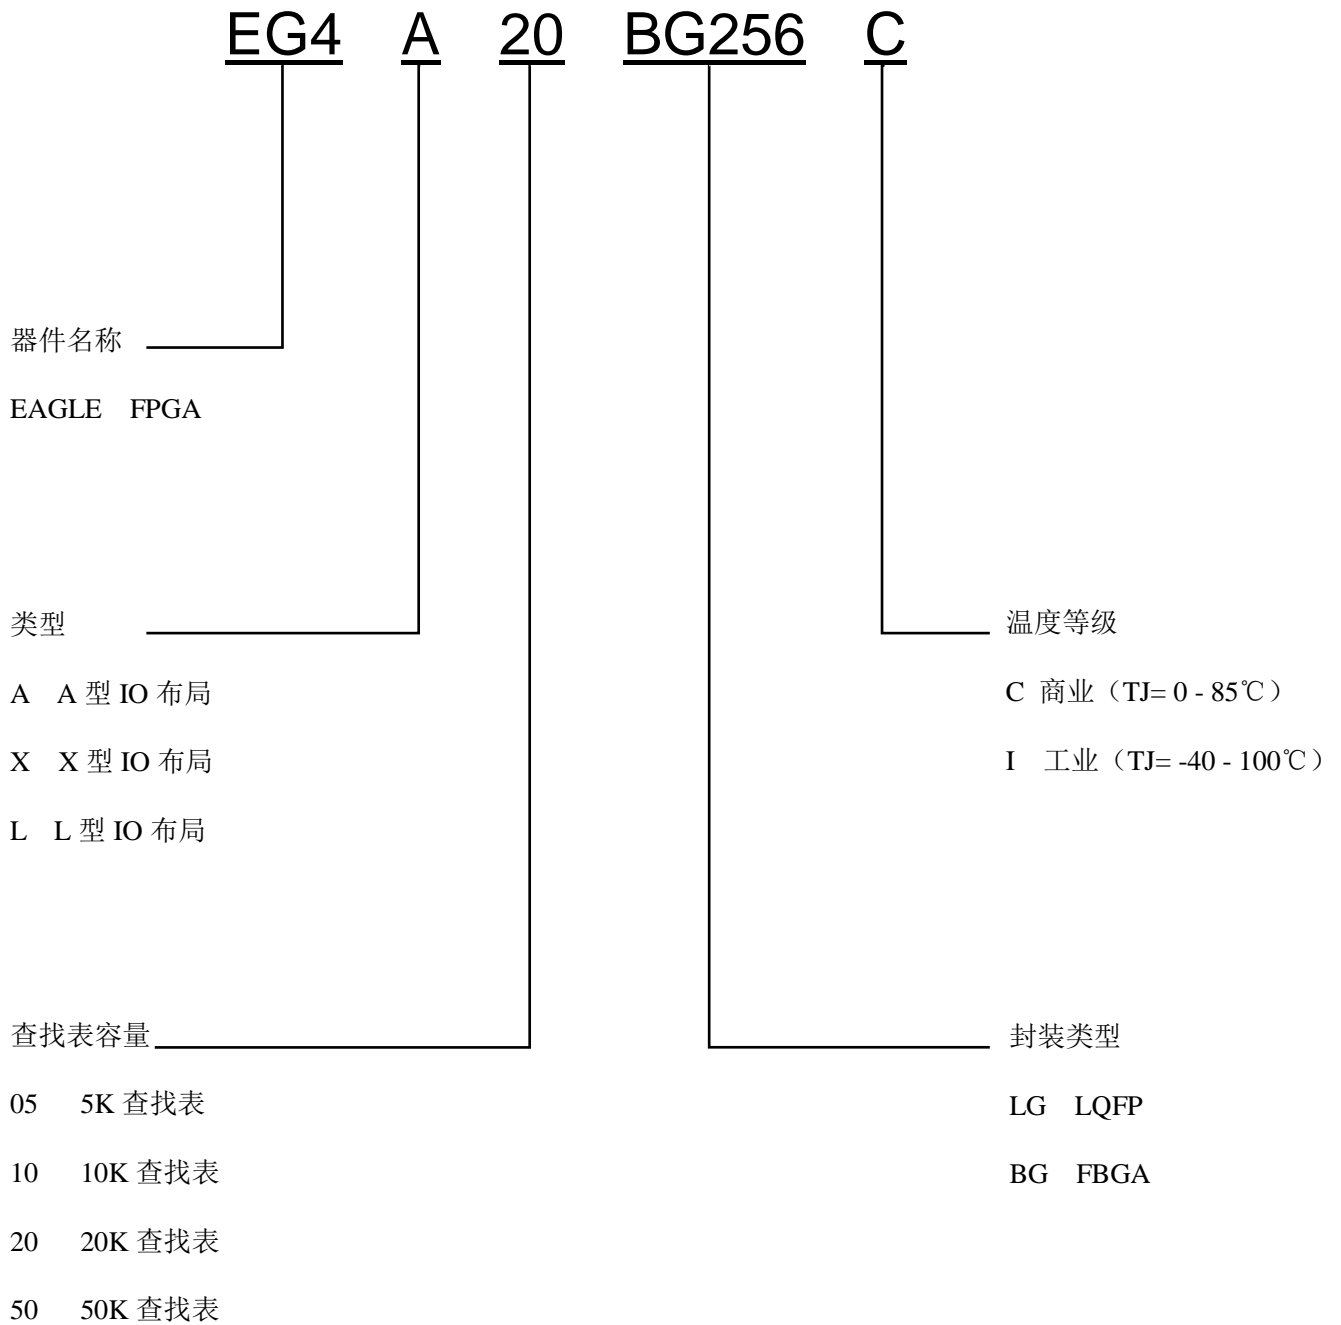 EG4 A 20 BG256 C
器件名称
EAGLE FPGA
类型
A A 型 IO 布局
X X 型 IO 布局
L L 型 IO 布局
温度等级
C 商业（TJ= 0 - 85℃）
I 工业（TJ= -40 - 100℃）
查找表容量
05 5K 查找表
10 10K 查找表
20 20K 查找表
50 50K 查找表
封装类型
LG LQFP
BG FBGA